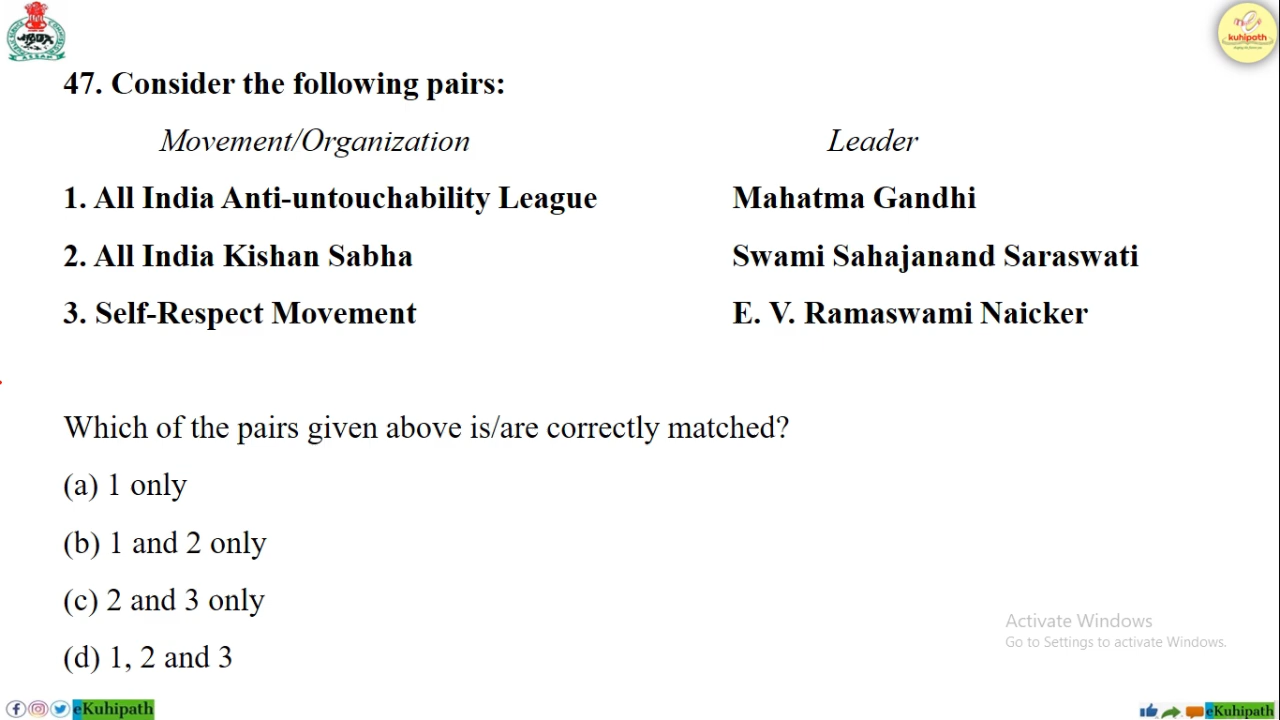 kuhipath
ASSAM
47. Consider the following pairs:
Movement/Organization Leader
1. All India Anti-untouchability League Mahatma Gandhi
2. All India Kishan Sabha Swami Sahajanand Saraswati
3. Self-Respect Movement E. V. Ramaswami Naicker
Which of the pairs given above is/are correctly matched?
(a) 1 only
(b) 1 and 2 only
(c) 2 and 3 only
(d) 1, 2 and 3
Activate Windows
Go to Settings to activate Windows.
eKuhipath eKuhipath